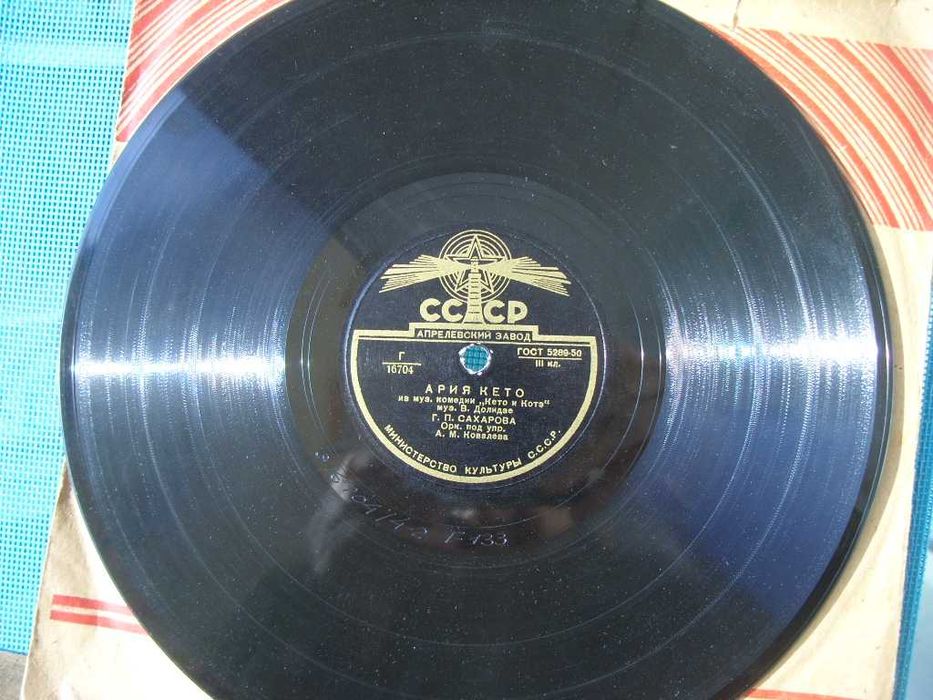 СССР
АПРЕЛЕВСКИЙ ЗАВОД
Г
16704
ГОСТ 5289-50
III кл.
АРИЯ КЕТО
из муз. комедии „Кето и Котэ"
муз. В. Долидзе
Г. П. САХАРОВА
Орк. под упр.
А. М. Ковалева
МИНИСТЕРСТВО КУЛЬТУРЫ С.С.С.Р.
133